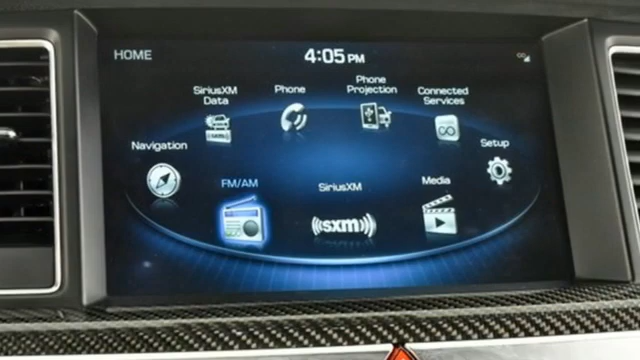 HOME
4:05 PM
SiriusXM
Data
Phone
Phone
Projection
Connected
Services
Navigation
Setup
FM/AM
SiriusXM
Media
sxm